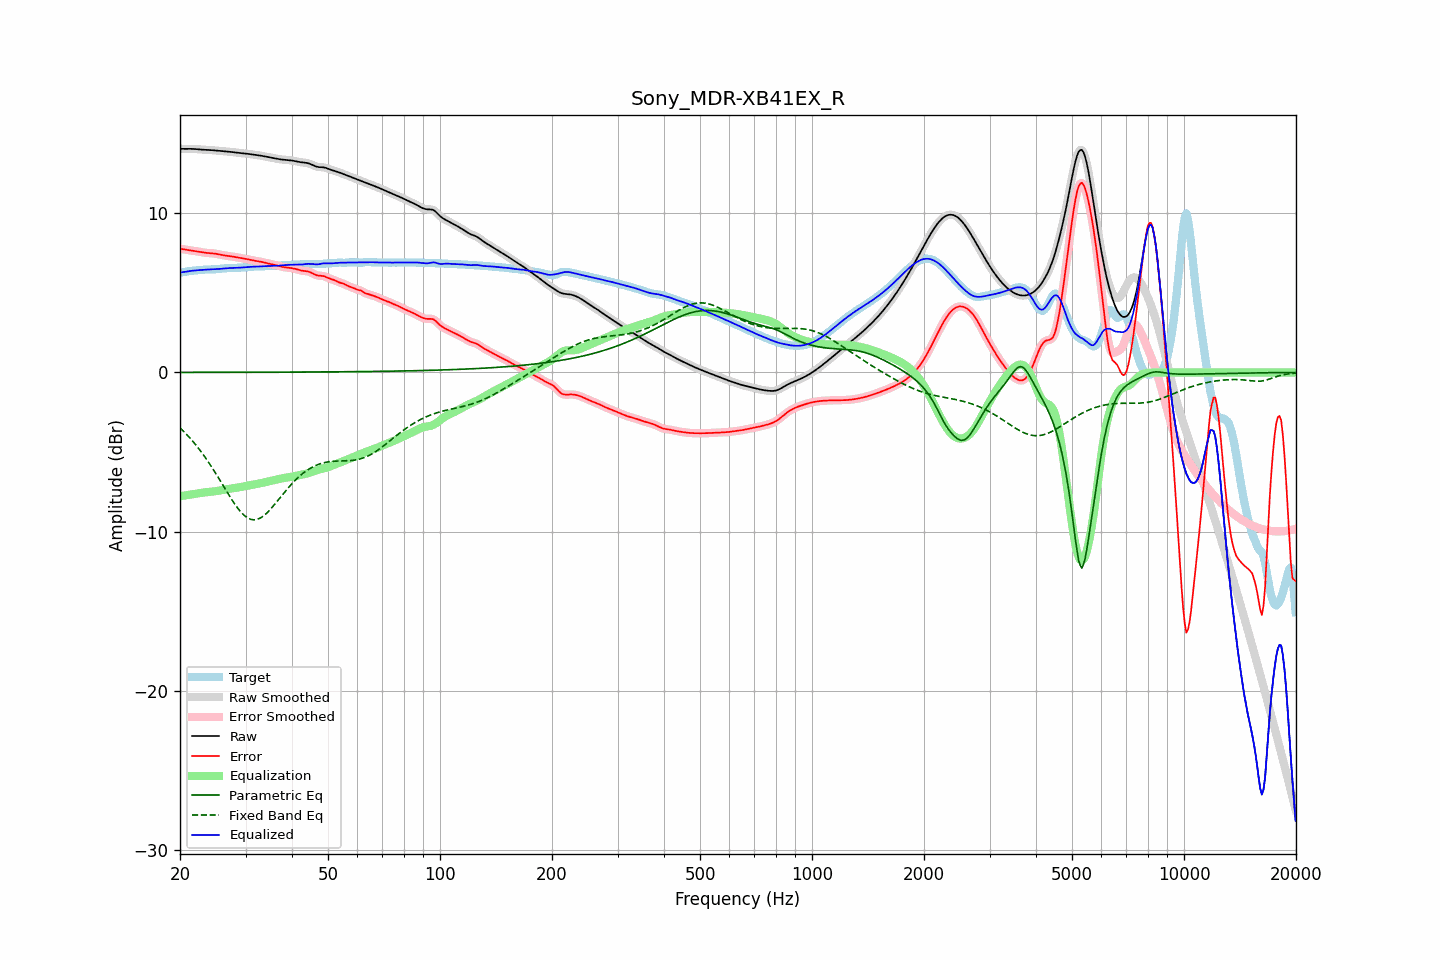 Sony_MDR-XB41EX_R
Amplitude (dBr)
10
0
−10
−20
−30
Target
Raw Smoothed
Error Smoothed
Raw
Error
Equalization
Parametric Eq
Fixed Band Eq
Equalized
20 50 100 200 500 1000 2000 5000 10000 20000
Frequency (Hz)